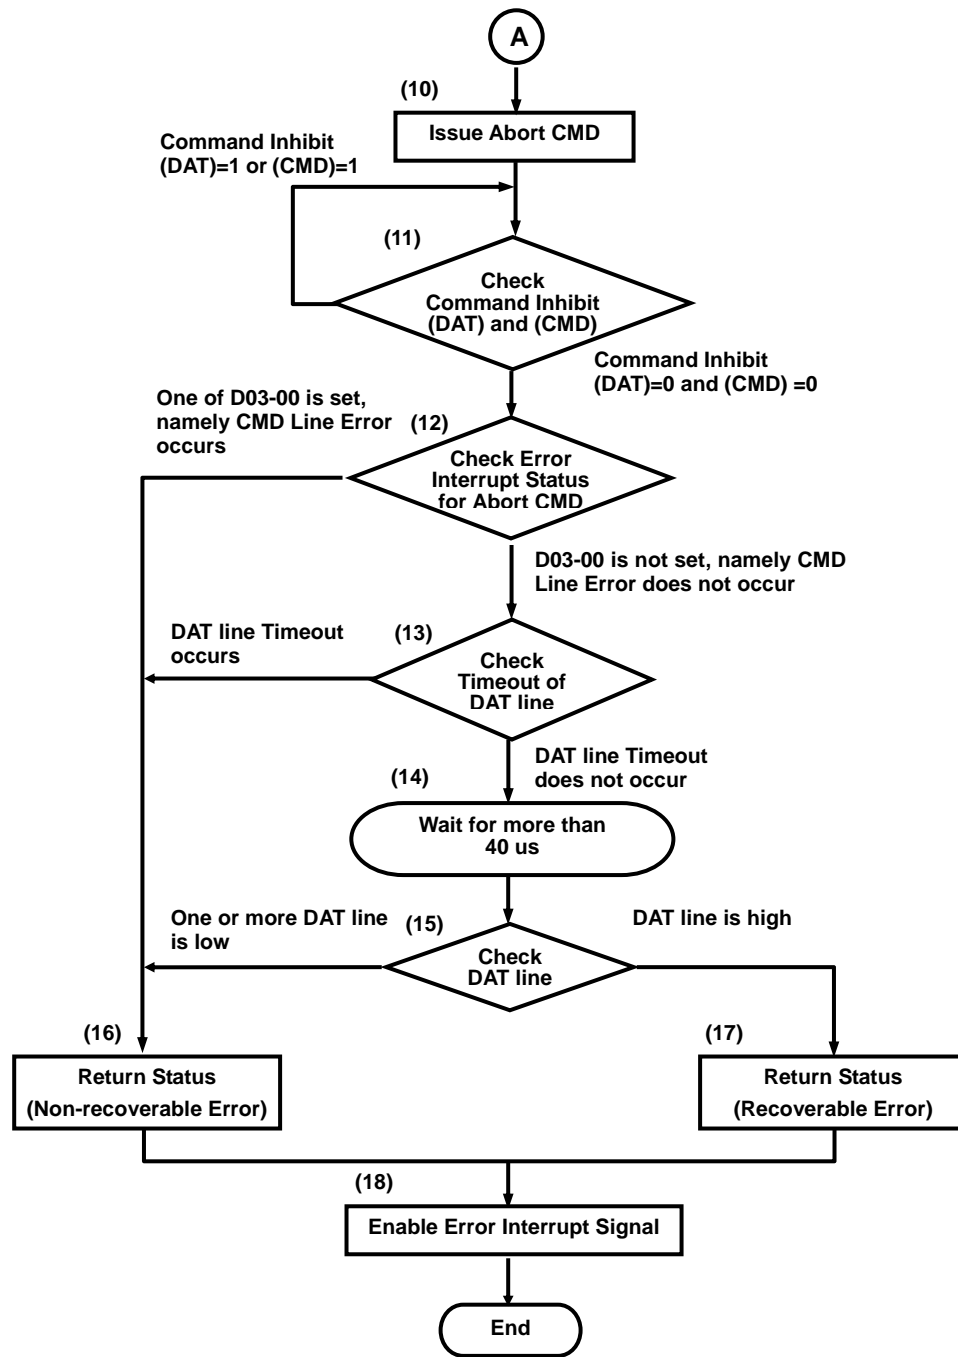 A
(10)
Issue Abort CMD
Command Inhibit
(DAT)=1 or (CMD)=1
(11)
Check
Command Inhibit
(DAT) and (CMD)
Command Inhibit
(DAT)=0 and (CMD) =0
One of D03-00 is set,
namely CMD Line Error
occurs
(12)
Check Error
Interrupt Status
for Abort CMD
D03-00 is not set, namely CMD
Line Error does not occur
DAT line Timeout
occurs
(13)
Check
Timeout of
DAT line
DAT line Timeout
does not occur
(14)
Wait for more than
40 us
One or more DAT line
is low
(15)
DAT line is high
Check
DAT line
(16)
Return Status
(Non-recoverable Error)
(17)
Return Status
(Recoverable Error)
(18)
Enable Error Interrupt Signal
End